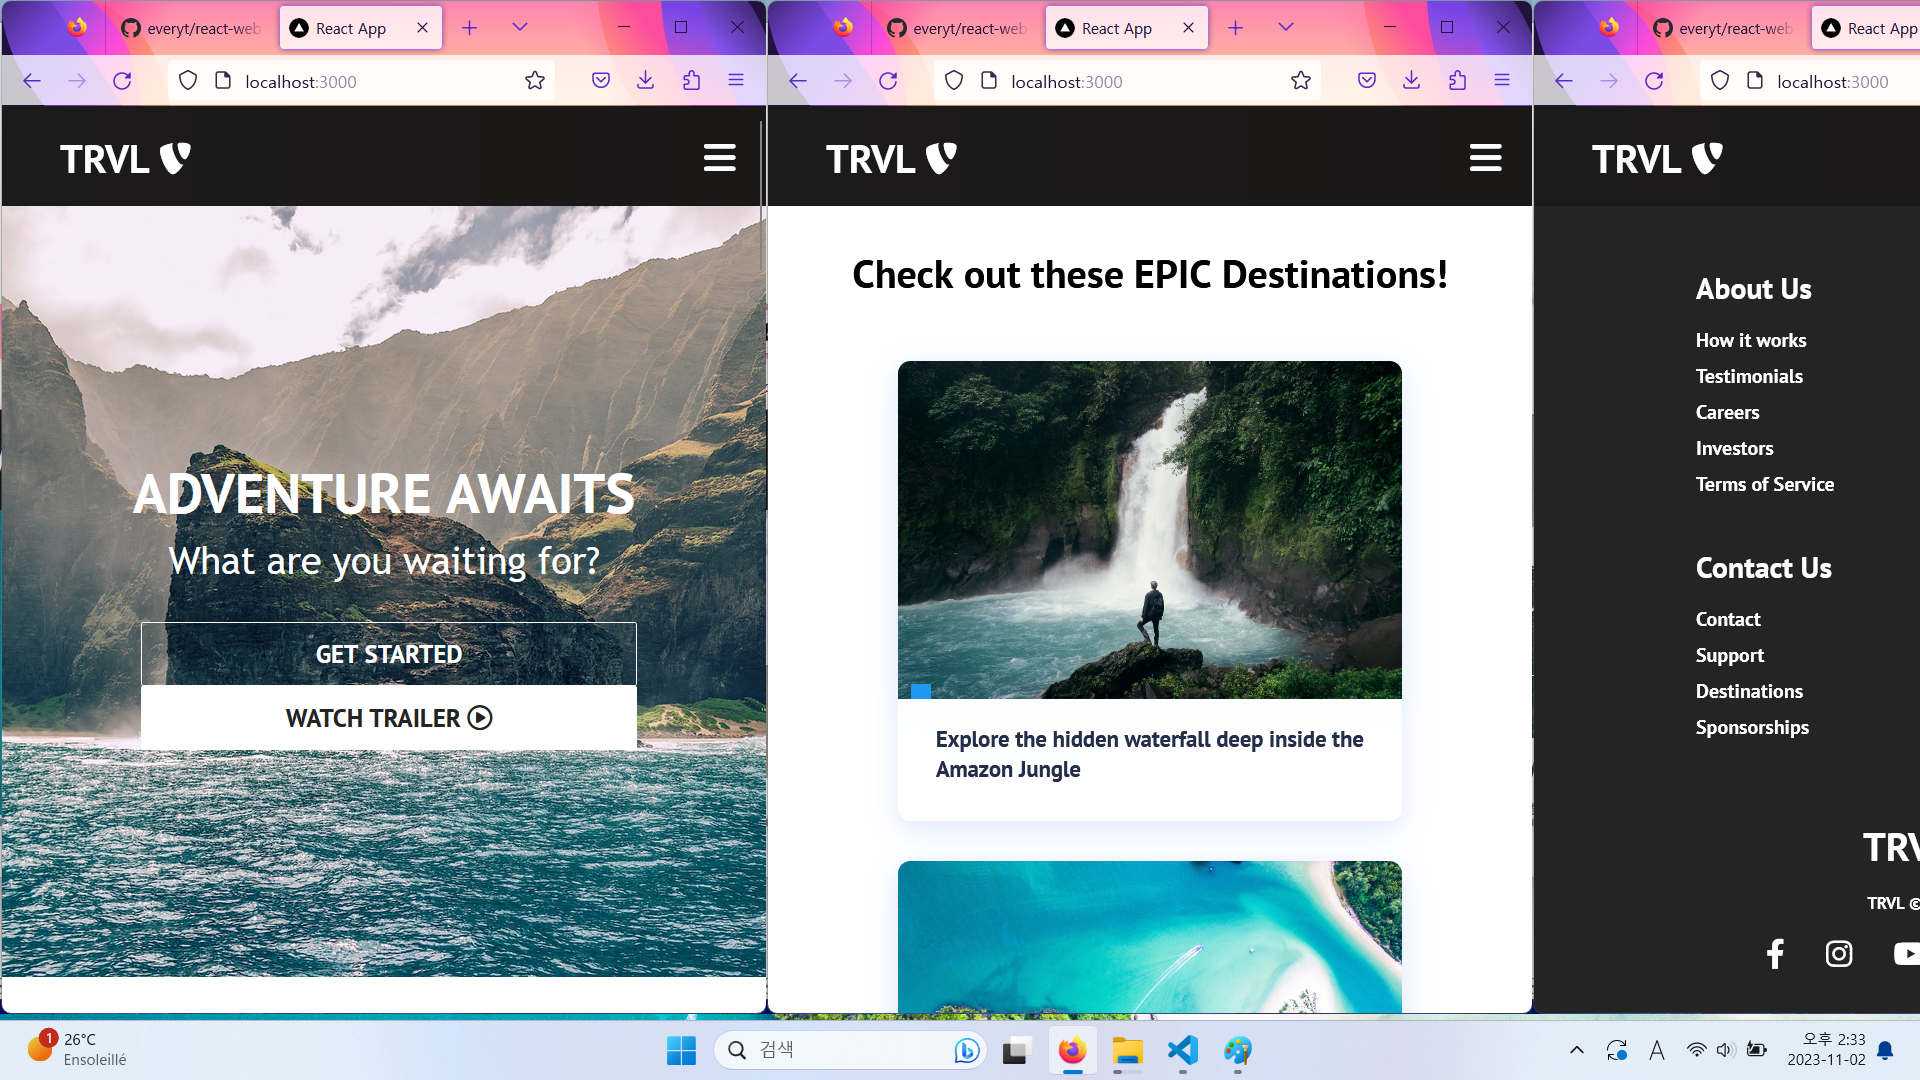 everyt/react-web
React App
localhost:3000
TRVL
ADVENTURE AWAITS
What are you waiting for?
GET STARTED
WATCH TRAILER
everyt/react-web
React App
localhost:3000
TRVL
Check out these EPIC Destinations!
Explore the hidden waterfall deep inside the
Amazon Jungle
everyt/react-web
React App
localhost:3000
TRVL
About Us
How it works
Testimonials
Careers
Investors
Terms of Service
Contact Us
Contact
Support
Destinations
Sponsorships
TRV
TRVL ©
1
26°C
Ensoleillé
검색
A
오후 2:33
2023-11-02